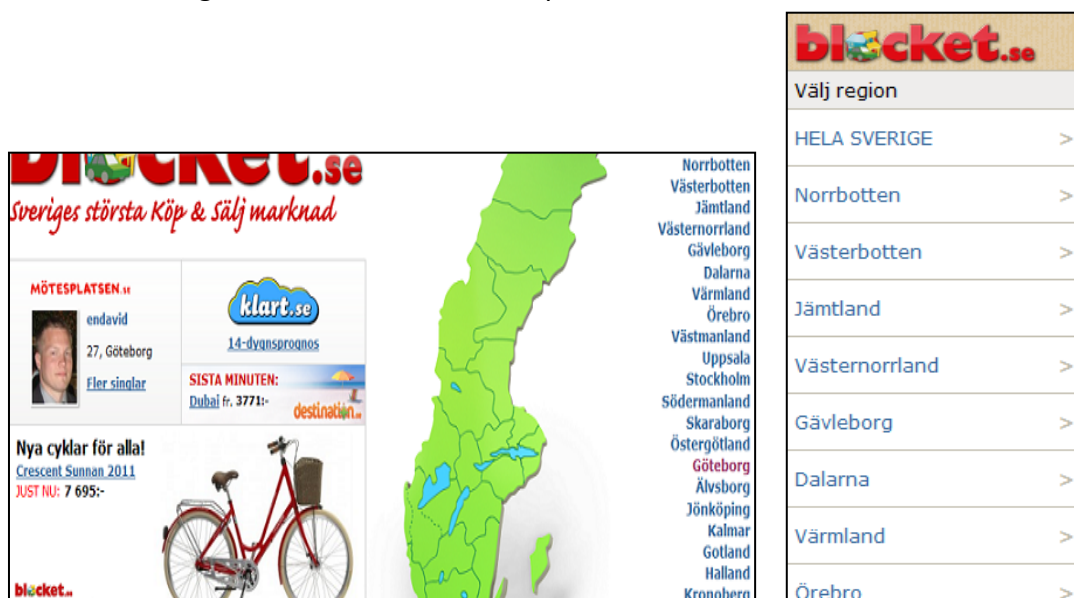 blocket.se
Sveriges största Köp & Sälj marknad
MÖTESPLATSEN.se
endavid
27, Göteborg
Fler singlar
klart.se
14-dygnsprognos
SISTA MINUTEN:
Dubai fr. 3771:-
destination.se
Nya cyklar för alla!
Crescent Sunnan 2011
JUST NU: 7 695:-
blocket.se
Norrbotten
Västerbotten
Jämtland
Västernorrland
Gävleborg
Dalarna
Värmland
Örebro
Västmanland
Uppsala
Stockholm
Södermanland
Skaraborg
Östergötland
Göteborg
Älvsborg
Jönköping
Kalmar
Gotland
Halland
Kronoberg
blocket.se
Välj region
HELA SVERIGE >
Norrbotten >
Västerbotten >
Jämtland >
Västernorrland >
Gävleborg >
Dalarna >
Värmland >
Örebro >